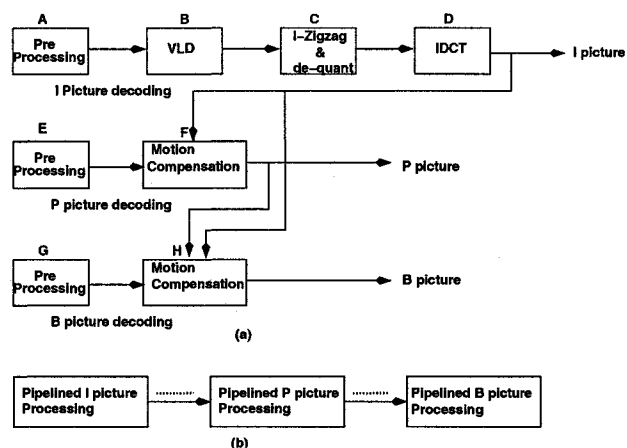 A B C D
Pre Processing
VLD
I-Zigzag & de-quant
IDCT
I picture
I Picture decoding
E F
Pre Processing
Motion Compensation
P picture
P picture decoding
G H
Pre Processing
Motion Compensation
B picture
B picture decoding
(a)
Pipelined I picture Processing
Pipelined P picture Processing
Pipelined B picture Processing
(b)